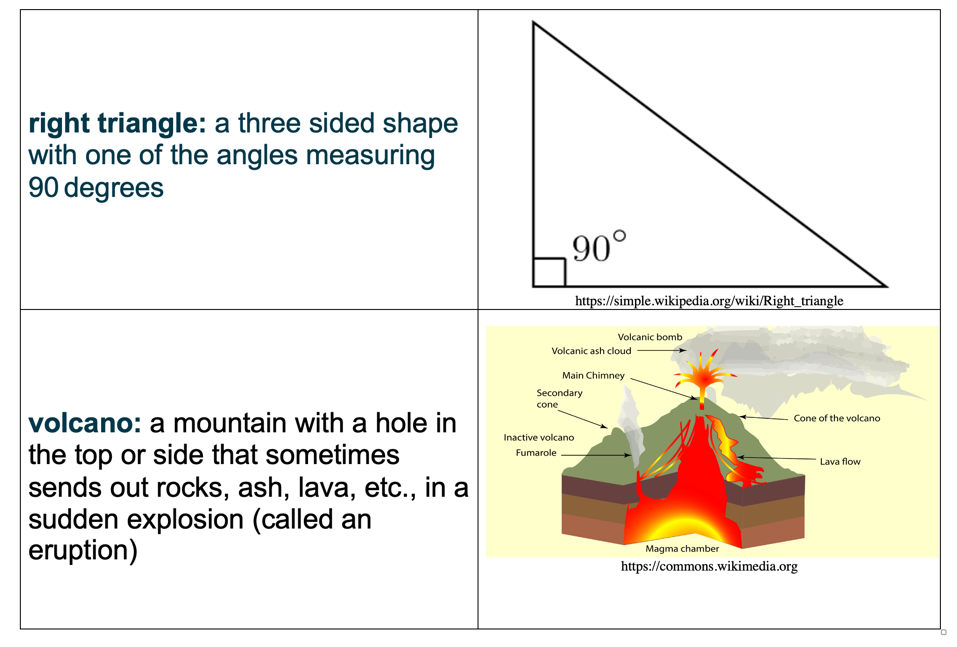 right triangle: a three sided shape
with one of the angles measuring
90 degrees
90°
https://simple.wikipedia.org/wiki/Right_triangle
volcano: a mountain with a hole in
the top or side that sometimes
sends out rocks, ash, lava, etc., in a
sudden explosion (called an
eruption)
Volcanic bomb
Volcanic ash cloud
Main Chimney
Secondary
cone
Cone of the volcano
Inactive volcano
Fumarole
Lava flow
Magma chamber
https://commons.wikimedia.org